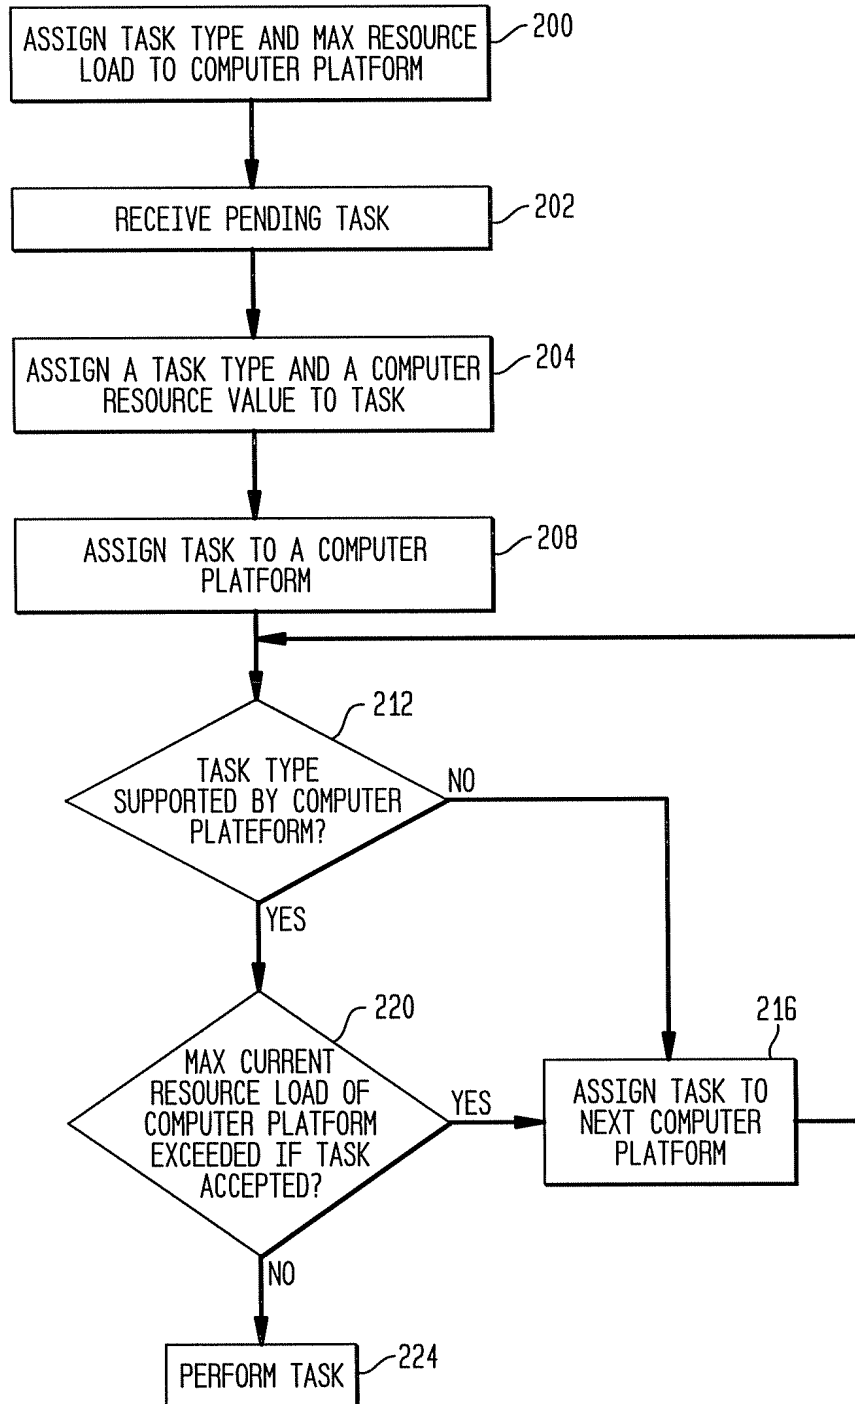 ASSIGN TASK TYPE AND MAX RESOURCE
LOAD TO COMPUTER PLATFORM
200
RECEIVE PENDING TASK
202
ASSIGN A TASK TYPE AND A COMPUTER
RESOURCE VALUE TO TASK
204
ASSIGN TASK TO A COMPUTER
PLATFORM
208
212
TASK TYPE
SUPPORTED BY COMPUTER
PLATEFORM?
NO
YES
220
MAX CURRENT
RESOURCE LOAD OF
COMPUTER PLATFORM
EXCEEDED IF TASK
ACCEPTED?
YES
216
ASSIGN TASK TO
NEXT COMPUTER
PLATFORM
NO
PERFORM TASK
224